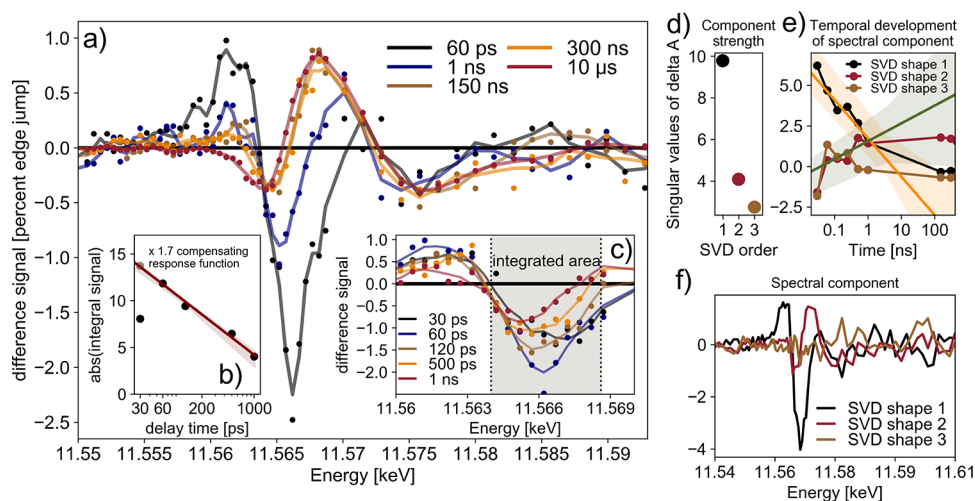 a)
60 ps
1 ns
150 ns
300 ns
10 µs
difference signal [percent edge jump]
1.0
0.5
0.0
−0.5
−1.0
−1.5
−2.0
−2.5
11.55
11.555
11.56
11.565
11.57
11.575
11.58
11.585
11.59
Energy [keV]
b)
x 1.7 compensating
response function
abs(integral signal)
15
10
5
0
30
60
200
1000
delay time [ps]
c)
integrated area
difference signal
1.0
0.5
0.0
−0.5
−1.0
−1.5
−2.0
30 ps
60 ps
120 ps
500 ps
1 ns
11.56
11.563
11.566
11.569
Energy [keV]
d)
Component
strength
Singular values of delta A
10
8
6
4
1
2
3
SVD order
e)
Temporal development
of spectral component
SVD shape 1
SVD shape 2
SVD shape 3
5.0
2.5
0.0
−2.5
0.1
1
10
100
Time [ns]
f)
Spectral component
0
−2
−4
SVD shape 1
SVD shape 2
SVD shape 3
11.54
11.56
11.58
11.59
11.61
Energy [keV]